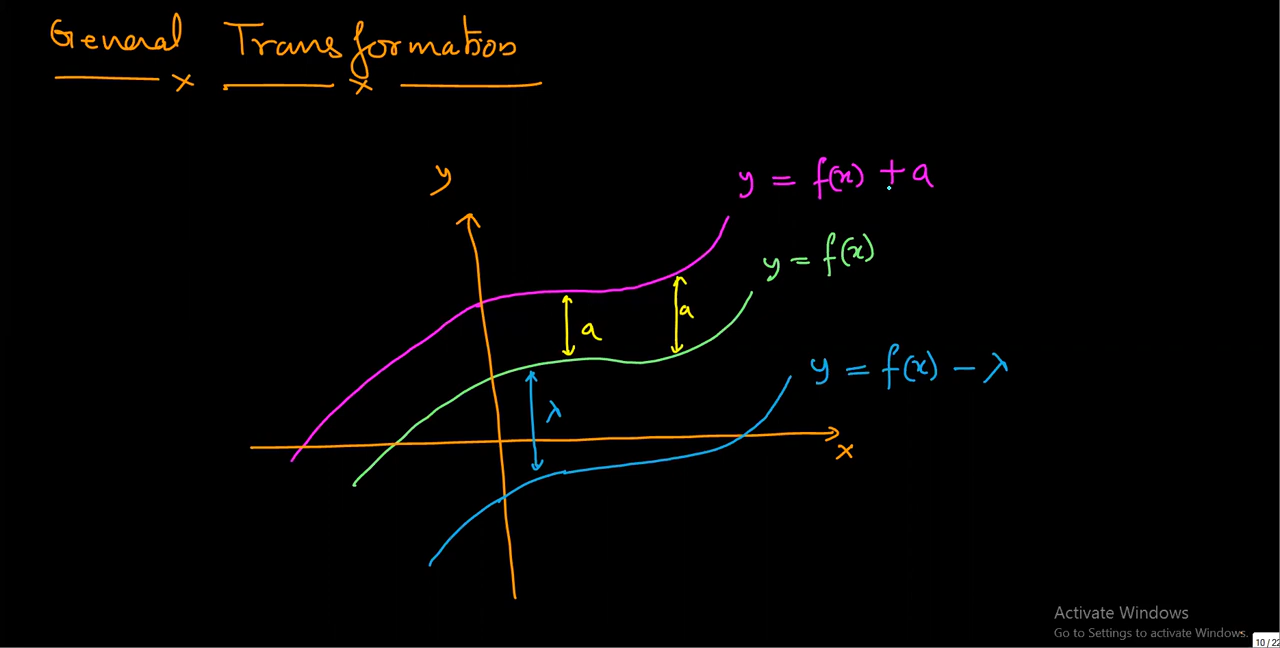 General Transformation
y
y = f(x) + a
y = f(x)
a
a
y = f(x) - λ
λ
x
Activate Windows
Go to Settings to activate Windows.
10 / 22